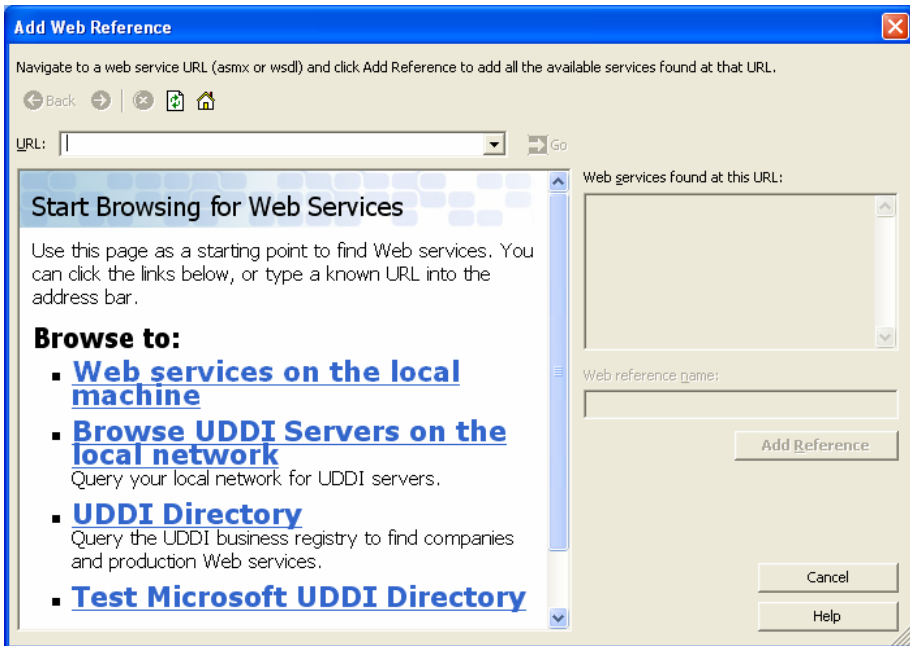 Add Web Reference
Navigate to a web service URL (asmx or wsdl) and click Add Reference to add all the available services found at that URL.
Back
URL:
Go
Start Browsing for Web Services
Use this page as a starting point to find Web services. You
can click the links below, or type a known URL into the
address bar.
Browse to:
Web services on the local
machine
Browse UDDI Servers on the
local network
Query your local network for UDDI servers.
UDDI Directory
Query the UDDI business registry to find companies
and production Web services.
Test Microsoft UDDI Directory
Web services found at this URL:
Web reference name:
Add Reference
Cancel
Help